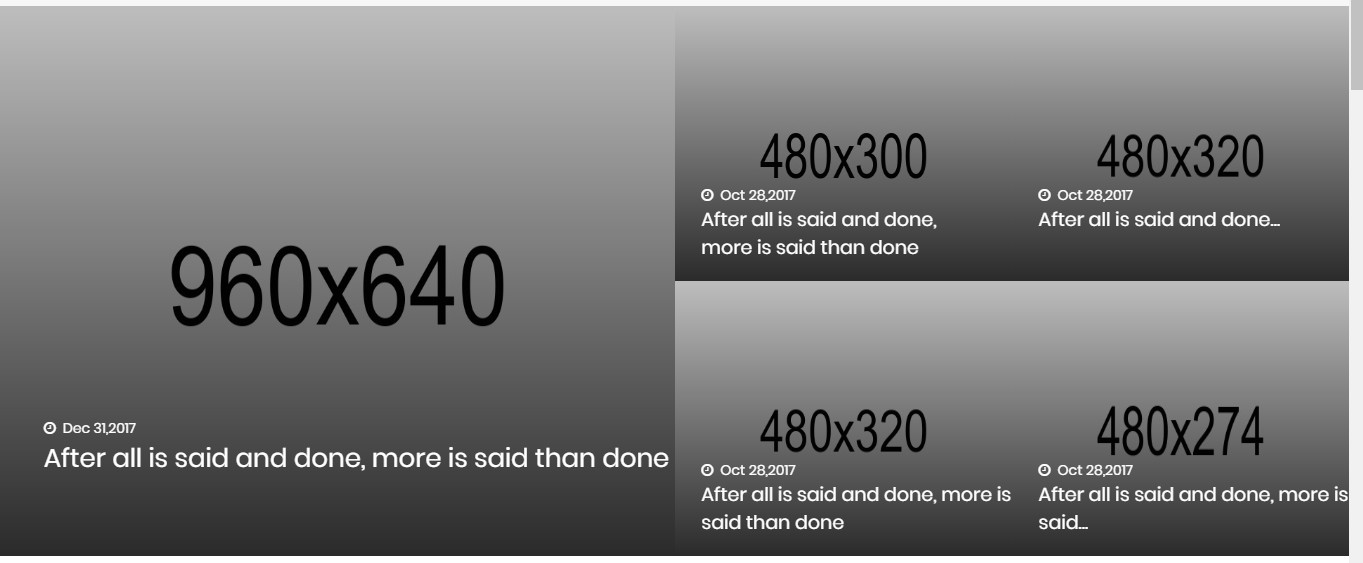 960x640
Dec 31,2017
After all is said and done, more is said than done
480x300
Oct 28,2017
After all is said and done,
more is said than done
480x320
Oct 28,2017
After all is said and done...
480x320
Oct 28,2017
After all is said and done, more is
said than done
480x274
Oct 28,2017
After all is said and done, more is
said...